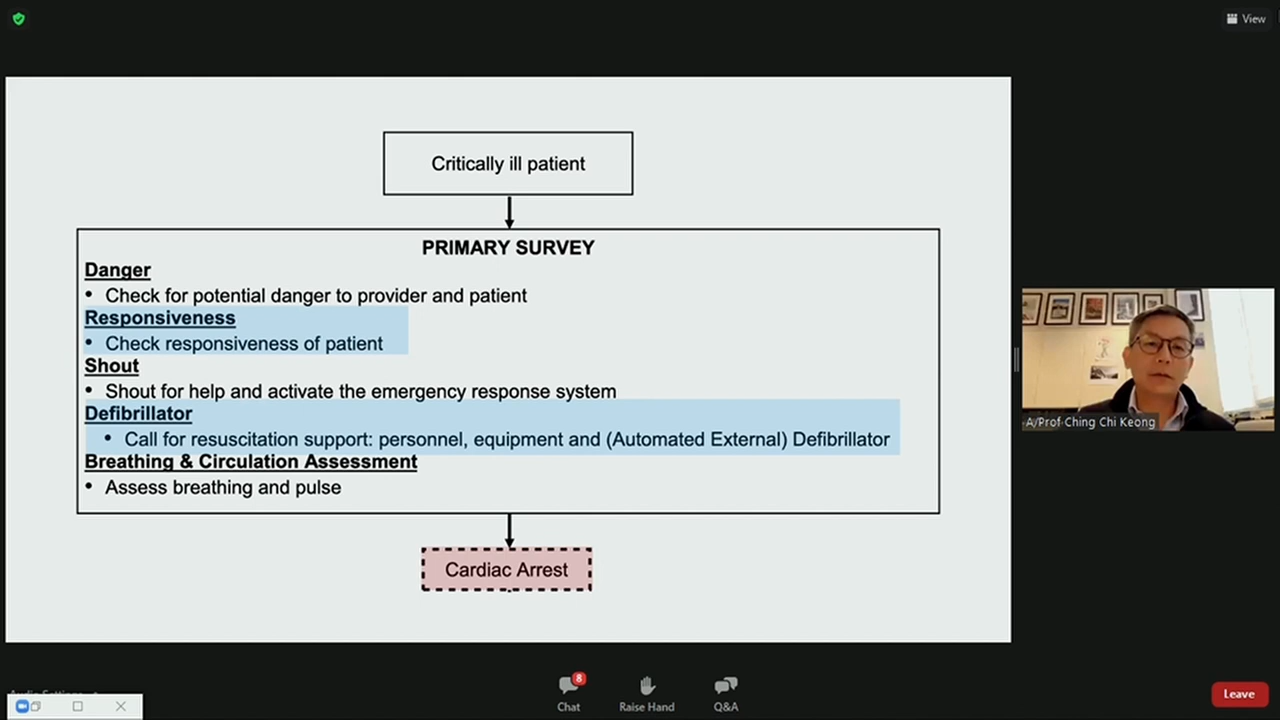 View
Critically ill patient
PRIMARY SURVEY
Danger
• Check for potential danger to provider and patient
Responsiveness
• Check responsiveness of patient
Shout
• Shout for help and activate the emergency response system
Defibrillator
• Call for resuscitation support: personnel, equipment and (Automated External) Defibrillator
Breathing & Circulation Assessment
• Assess breathing and pulse
Cardiac Arrest
A/Prof Ching Chi Keong
8
Chat
Raise Hand
Q&A
Leave